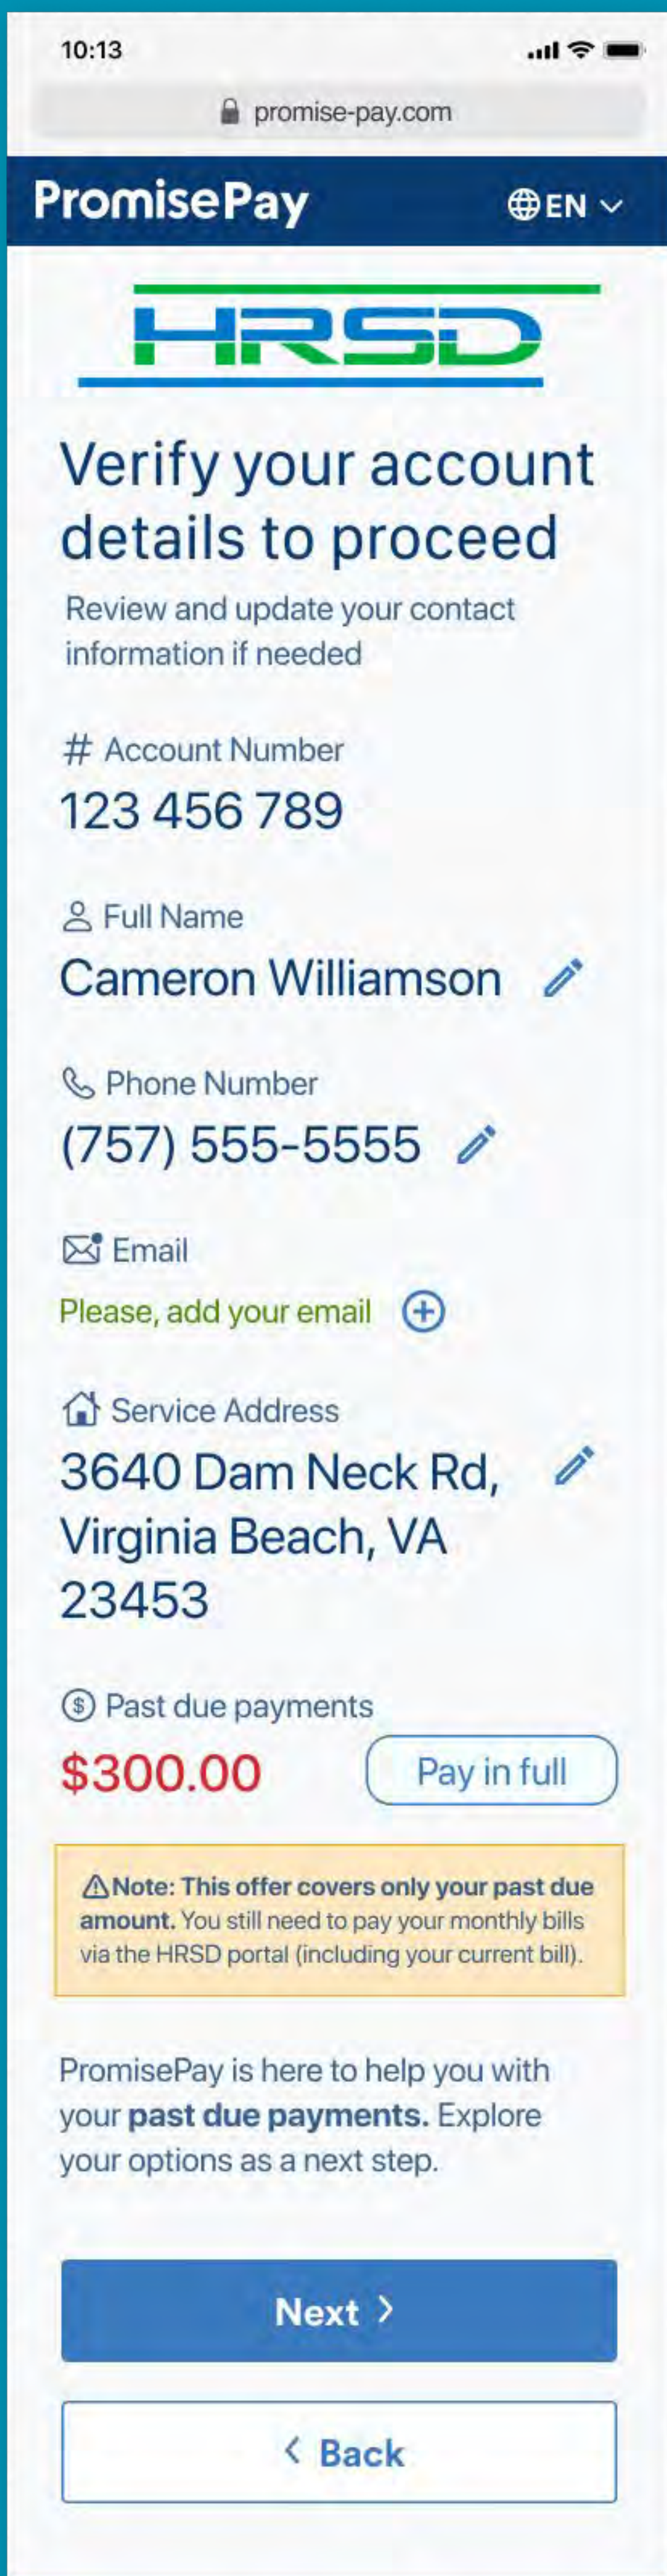 10:13
promise-pay.com
PromisePay
EN
HRSD
Verify your account
details to proceed
Review and update your contact
information if needed
# Account Number
123 456 789
Full Name
Cameron Williamson
Phone Number
(757) 555-5555
Email
Please, add your email
Service Address
3640 Dam Neck Rd,
Virginia Beach, VA
23453
Past due payments
$300.00
Pay in full
Note: This offer covers only your past due
amount. You still need to pay your monthly bills
via the HRSD portal (including your current bill).
PromisePay is here to help you with
your past due payments. Explore
your options as a next step.
Next >
< Back